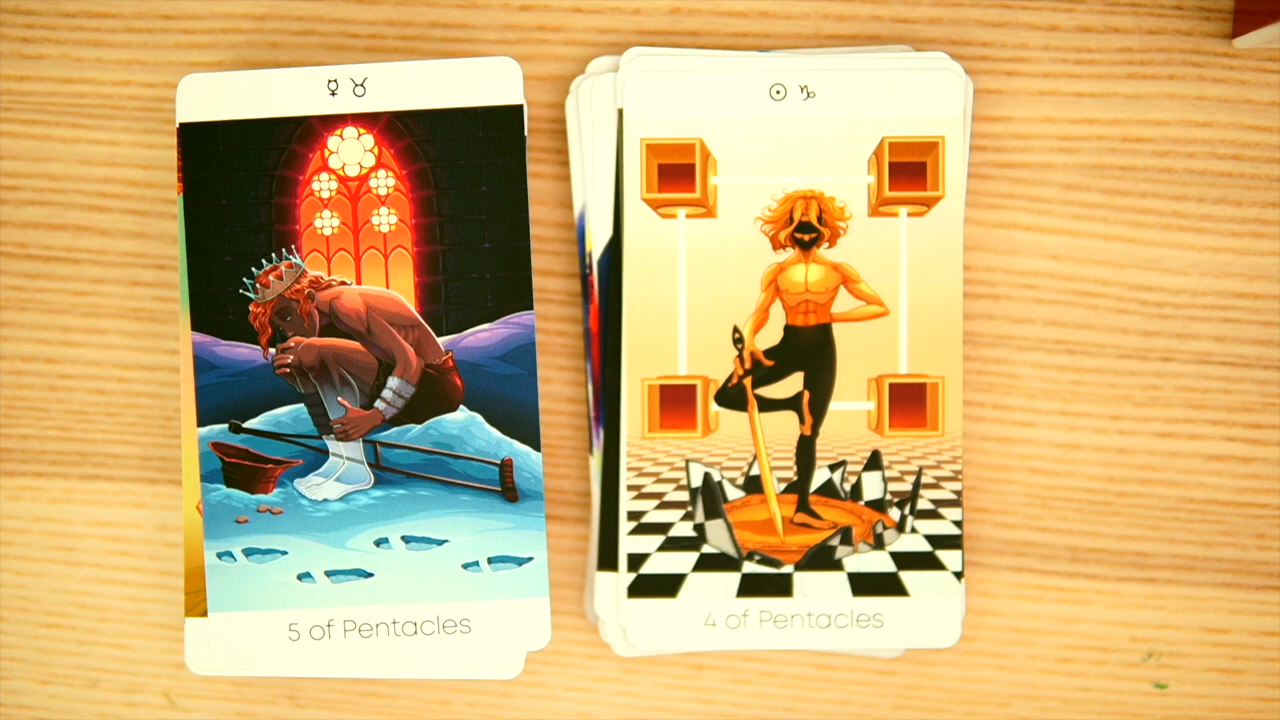 ☿ ♉
5 of Pentacles
☉ ♑
4 of Pentacles